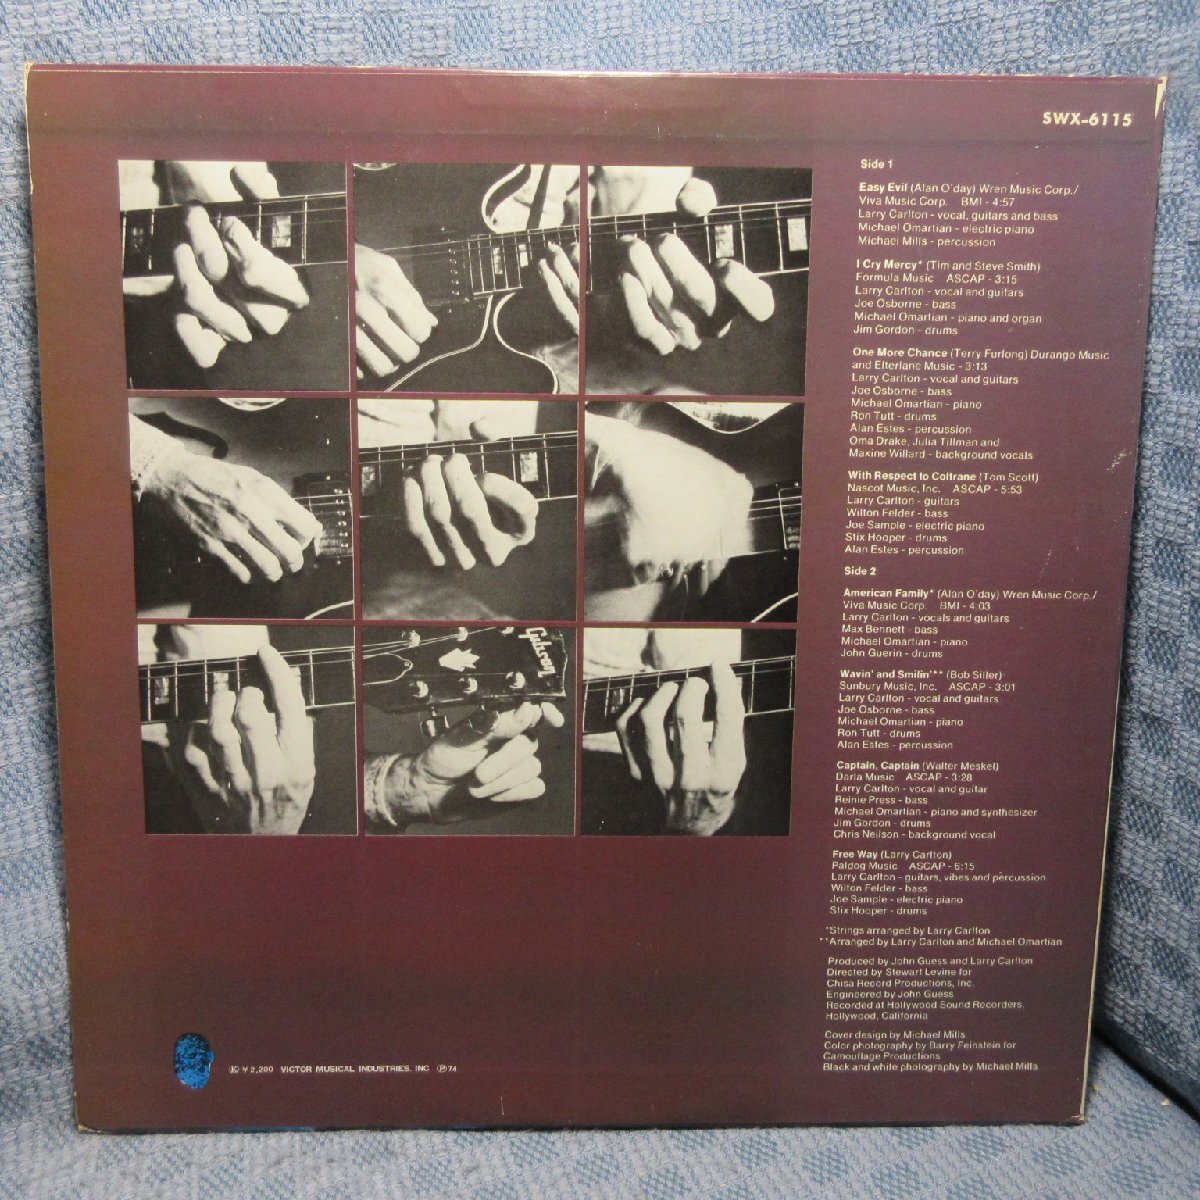 SWX-6115
Side 1
Easy Evil (Alan O'day) Wren Music Corp./
Viva Music Corp. BMI - 4:57
Larry Carlton - vocal, guitars and bass
Michael Omartian - electric piano
Michael Mills - percussion
I Cry Mercy* (Tim and Steve Smith)
Formula Music ASCAP - 3:15
Larry Carlton - vocal and guitars
Joe Osborne - bass
Michael Omartian - piano and organ
Jim Gordon - drums
One More Chance (Terry Furlong) Durango Music
and Elterlane Music - 3:13
Larry Carlton - vocal and guitars
Joe Osborne - bass
Michael Omartian - piano
Ron Tutt - drums
Alan Estes - percussion
Oma Drake, Julia Tillman and
Maxine Willard - background vocals
With Respect to Coltrane (Tom Scott)
Nascot Music, Inc. ASCAP - 5:53
Larry Carlton - guitars
Wilton Felder - bass
Joe Sample - electric piano
Stix Hooper - drums
Alan Estes - percussion
Side 2
American Family* (Alan O'day) Wren Music Corp./
Viva Music Corp. BMI - 4:03
Larry Carlton - vocals and guitars
Max Bennett - bass
Michael Omartian - piano
John Guerin - drums
Wavin' and Smilin'** (Bob Siller)
Sunbury Music, Inc. ASCAP - 3:01
Larry Carlton - vocal and guitars
Joe Osborne - bass
Michael Omartian - piano
Ron Tutt - drums
Alan Estes - percussion
Captain, Captain (Walter Meskel)
Darla Music ASCAP - 3:28
Larry Carlton - vocal and guitar
Reinie Press - bass
Michael Omartian - piano and synthesizer
Jim Gordon - drums
Chris Neilson - background vocal
Free Way (Larry Carlton)
Paldog Music ASCAP - 5:15
Larry Carlton - guitars, vibes and percussion
Wilton Felder - bass
Joe Sample - electric piano
Stix Hooper - drums
*Strings arranged by Larry Carlton
**Arranged by Larry Carlton and Michael Omartian
Produced by John Guess and Larry Carlton
Directed by Stewart Levine for
Chisa Record Productions, Inc.
Engineered by John Guess
Recorded at Hollywood Sound Recorders,
Hollywood, California
Cover design by Michael Mills
Color photography by Barry Feinstein for
Camouflage Productions
Black and white photography by Michael Mills
Gibson
¥2,200 VICTOR MUSICAL INDUSTRIES, INC. Ⓟ74